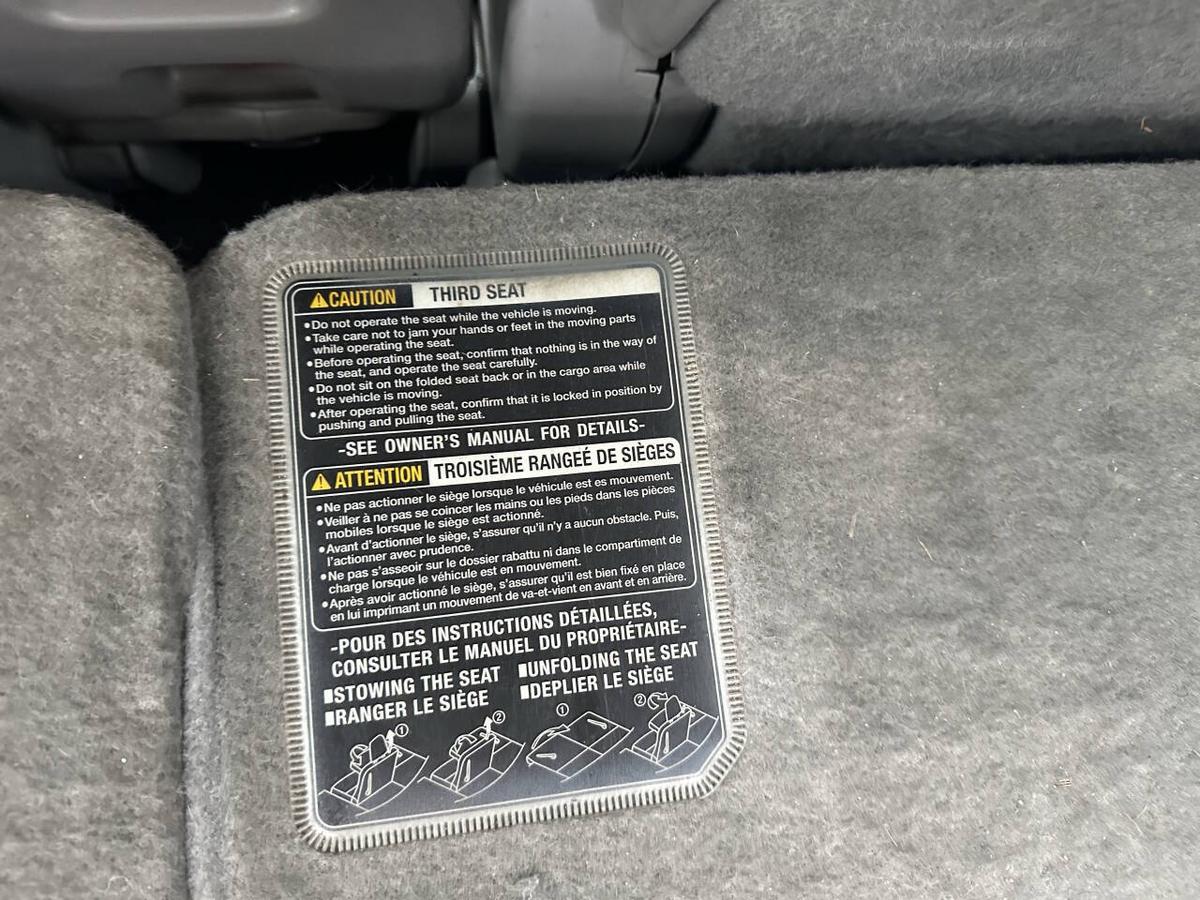 CAUTION THIRD SEAT
•Do not operate the seat while the vehicle is moving.
•Take care not to jam your hands or feet in the moving parts
while operating the seat.
•Before operating the seat, confirm that nothing is in the way of
the seat, and operate the seat carefully.
•Do not sit on the folded seat back or in the cargo area while
the vehicle is moving.
•After operating the seat, confirm that it is locked in position by
pushing and pulling the seat.
-SEE OWNER'S MANUAL FOR DETAILS-
ATTENTION TROISIÈME RANGEÉ DE SIÈGES
•Ne pas actionner le siège lorsque le véhicule est es mouvement.
•Veiller à ne pas se coincer les mains ou les pieds dans les pièces
mobiles lorsque le siège est actionné.
•Avant d'actionner le siège, s'assurer qu'il n'y a aucun obstacle. Puis,
l'actionner avec prudence.
•Ne pas s'asseoir sur le dossier rabattu ni dans le compartiment de
charge lorsque le véhicule est en mouvement.
•Après avoir actionné le siège, s'assurer qu'il est bien fixé en place
en lui imprimant un mouvement de va-et-vient en avant et en arrière.
-POUR DES INSTRUCTIONS DÉTAILLÉES,
CONSULTER LE MANUEL DU PROPRIÉTAIRE-
■STOWING THE SEAT ■UNFOLDING THE SEAT
■RANGER LE SIÈGE ■DEPLIER LE SIÈGE
① ② ① ②